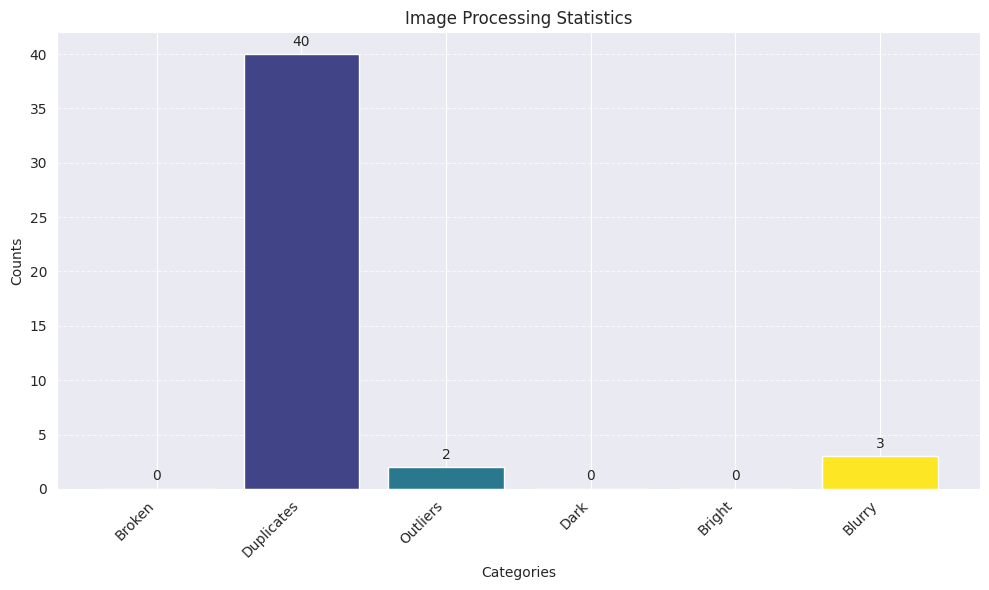 Image Processing Statistics
40
40
35
30
25
20
15
10
5
0
Counts
0
2
0
0
3
Broken
Duplicates
Outliers
Dark
Bright
Blurry
Categories